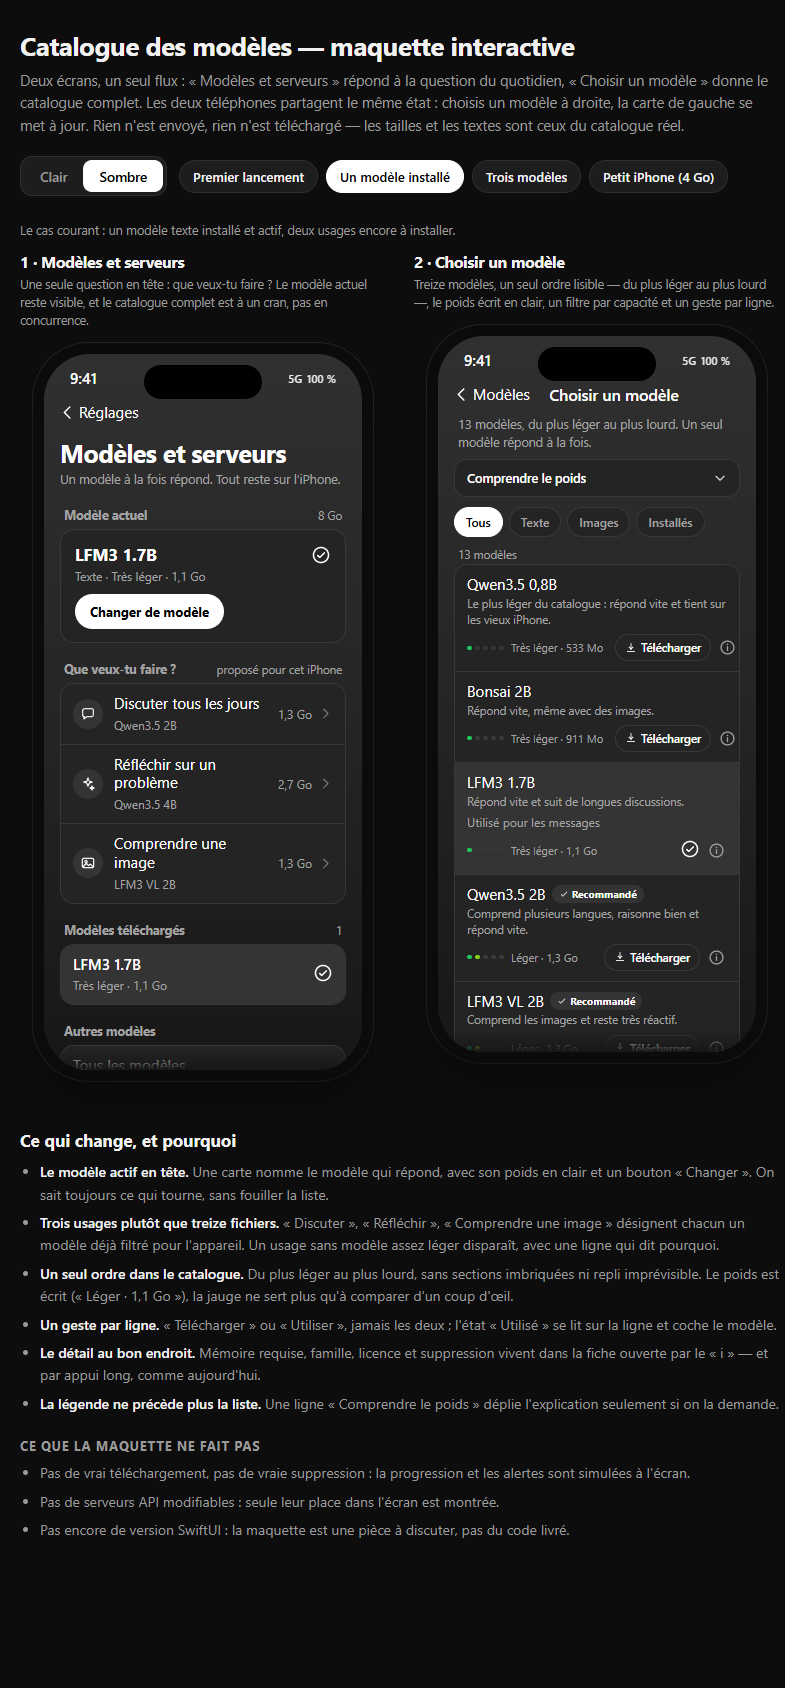 Catalogue des modèles — maquette interactive
Deux écrans, un seul flux : « Modèles et serveurs » répond à la question du quotidien, « Choisir un modèle » donne le
catalogue complet. Les deux téléphones partagent le même état : choisis un modèle à droite, la carte de gauche se
met à jour. Rien n'est envoyé, rien n'est téléchargé — les tailles et les textes sont ceux du catalogue réel.
Clair
Sombre
Premier lancement
Un modèle installé
Trois modèles
Petit iPhone (4 Go)
Le cas courant : un modèle texte installé et actif, deux usages encore à installer.
1 · Modèles et serveurs
Une seule question en tête : que veux-tu faire ? Le modèle actuel
reste visible, et le catalogue complet est à un cran, pas en
concurrence.
9:41
5G 100 %
Réglages
Modèles et serveurs
Un modèle à la fois répond. Tout reste sur l'iPhone.
Modèle actuel
8 Go
LFM3 1.7B
Texte · Très léger · 1,1 Go
Changer de modèle
Que veux-tu faire ?
proposé pour cet iPhone
Discuter tous les jours
Qwen3.5 2B
1,3 Go
Réfléchir sur un
problème
Qwen3.5 4B
2,7 Go
Comprendre une
image
LFM3 VL 2B
1,3 Go
Modèles téléchargés
1
LFM3 1.7B
Très léger · 1,1 Go
Autres modèles
Tous les modèles
2 · Choisir un modèle
Treize modèles, un seul ordre lisible — du plus léger au plus lourd
—, le poids écrit en clair, un filtre par capacité et un geste par ligne.
9:41
5G 100 %
Modèles
Choisir un modèle
13 modèles, du plus léger au plus lourd. Un seul
modèle répond à la fois.
Comprendre le poids
Tous
Texte
Images
Installés
13 modèles
Qwen3.5 0,8B
Le plus léger du catalogue : répond vite et tient sur
les vieux iPhone.
Très léger · 533 Mo
Télécharger
Bonsai 2B
Répond vite, même avec des images.
Très léger · 911 Mo
Télécharger
LFM3 1.7B
Répond vite et suit de longues discussions.
Utilisé pour les messages
Très léger · 1,1 Go
Qwen3.5 2B
Recommandé
Comprend plusieurs langues, raisonne bien et
répond vite.
Léger · 1,3 Go
Télécharger
LFM3 VL 2B
Recommandé
Comprend les images et reste très réactif.
Léger · 1,3 Go
Télécharger
Ce qui change, et pourquoi
Le modèle actif en tête. Une carte nomme le modèle qui répond, avec son poids en clair et un bouton « Changer ». On
sait toujours ce qui tourne, sans fouiller la liste.
Trois usages plutôt que treize fichiers. « Discuter », « Réfléchir », « Comprendre une image » désignent chacun un
modèle déjà filtré pour l'appareil. Un usage sans modèle assez léger disparaît, avec une ligne qui dit pourquoi.
Un seul ordre dans le catalogue. Du plus léger au plus lourd, sans sections imbriquées ni repli imprévisible. Le poids est
écrit (« Léger · 1,1 Go »), la jauge ne sert plus qu'à comparer d'un coup d'œil.
Un geste par ligne. « Télécharger » ou « Utiliser », jamais les deux ; l'état « Utilisé » se lit sur la ligne et coche le modèle.
Le détail au bon endroit. Mémoire requise, famille, licence et suppression vivent dans la fiche ouverte par le « i » — et
par appui long, comme aujourd'hui.
La légende ne précède plus la liste. Une ligne « Comprendre le poids » déplie l'explication seulement si on la demande.
CE QUE LA MAQUETTE NE FAIT PAS
Pas de vrai téléchargement, pas de vraie suppression : la progression et les alertes sont simulées à l'écran.
Pas de serveurs API modifiables : seule leur place dans l'écran est montrée.
Pas encore de version SwiftUI : la maquette est une pièce à discuter, pas du code livré.